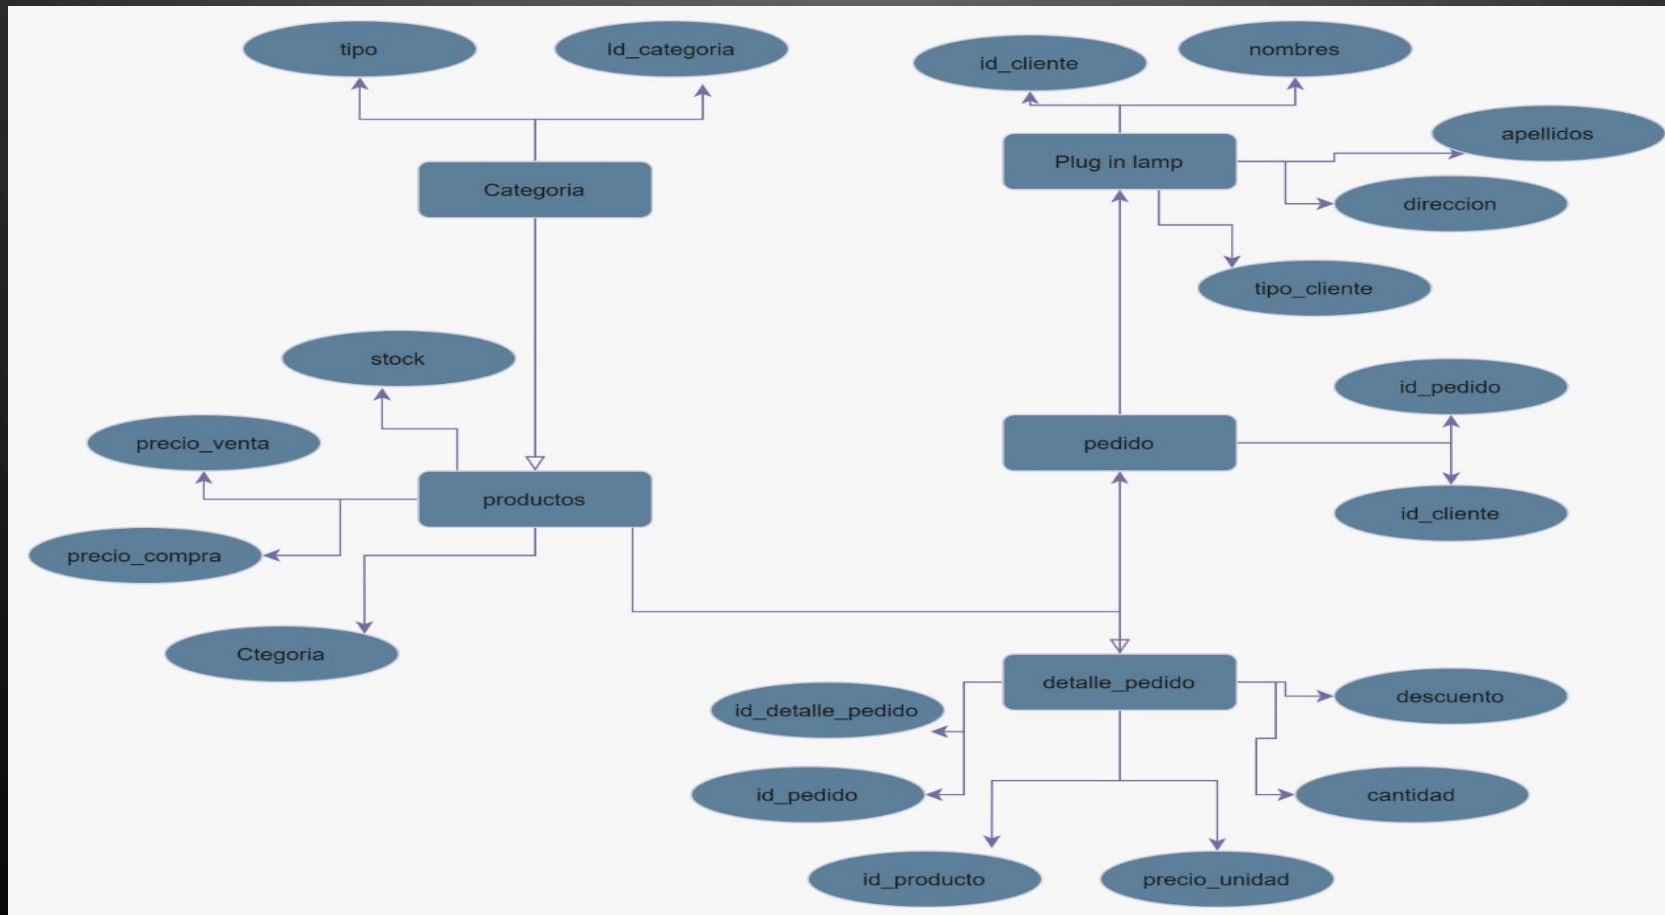 tipo
Id_categoria
id_cliente
nombres
apellidos
Plug in lamp
Categoria
direccion
tipo_cliente
stock
id_pedido
precio_venta
pedido
productos
id_cliente
precio_compra
Ctegoria
detalle_pedido
descuento
id_detalle_pedido
id_pedido
cantidad
id_producto
precio_unidad